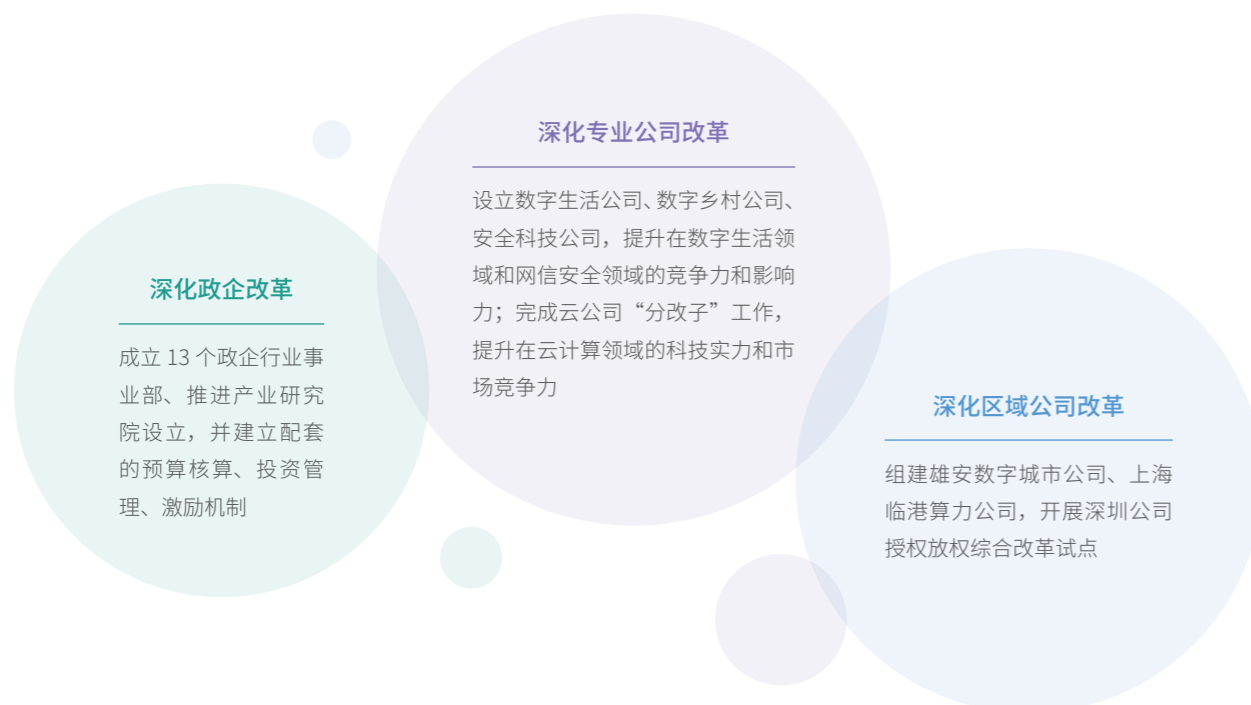 深化政企改革
成立 13 个政企行业事
业部、推进产业研究
院设立，并建立配套
的预算核算、投资管
理、激励机制
深化专业公司改革
设立数字生活公司、数字乡村公司、
安全科技公司，提升在数字生活领
域和网信安全领域的竞争力和影响
力；完成云公司“分改子”工作，
提升在云计算领域的科技实力和市
场竞争力
深化区域公司改革
组建雄安数字城市公司、上海
临港算力公司，开展深圳公司
授权放权综合改革试点